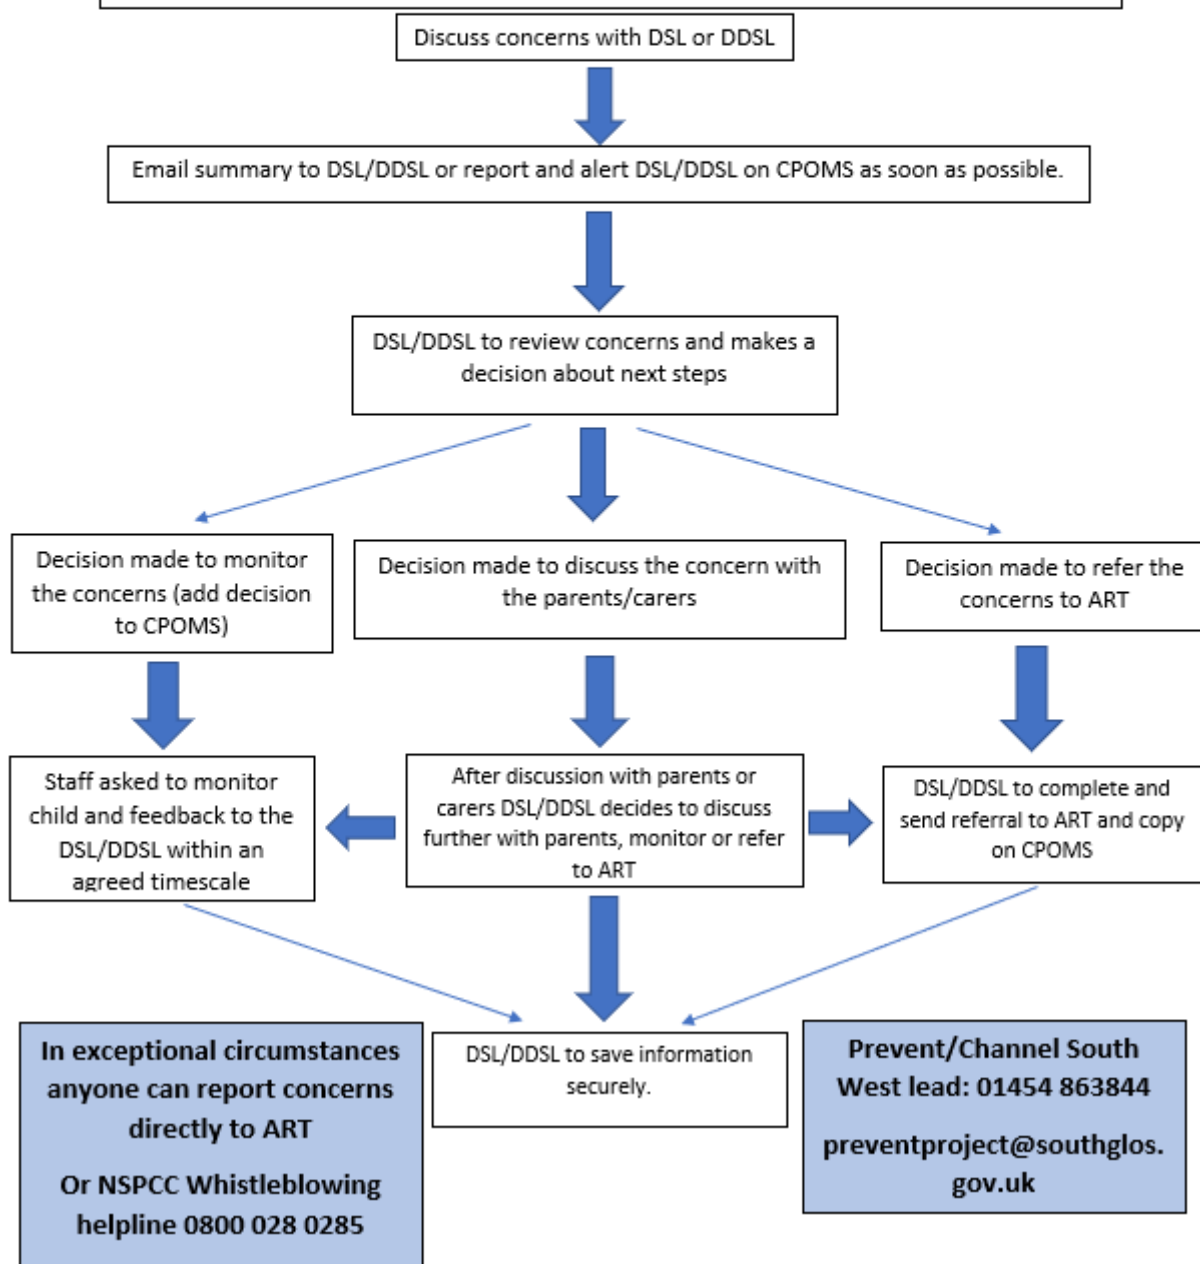 Discuss concerns with DSL or DDSL
Email summary to DSL/DDSL or report and alert DSL/DDSL on CPOMS as soon as possible.
DSL/DDSL to review concerns and makes a
decision about next steps
Decision made to monitor
the concerns (add decision
to CPOMS)
Decision made to discuss the concern with
the parents/carers
Decision made to refer the
concerns to ART
Staff asked to monitor
child and feedback to the
DSL/DDSL within an
agreed timescale
After discussion with parents or
carers DSL/DDSL decides to discuss
further with parents, monitor or refer
to ART
DSL/DDSL to complete and
send referral to ART and copy
on CPOMS
In exceptional circumstances
anyone can report concerns
directly to ART
Or NSPCC Whistleblowing
helpline 0800 028 0285
DSL/DDSL to save information
securely.
Prevent/Channel South
West lead: 01454 863844
preventproject@southglos.
gov.uk